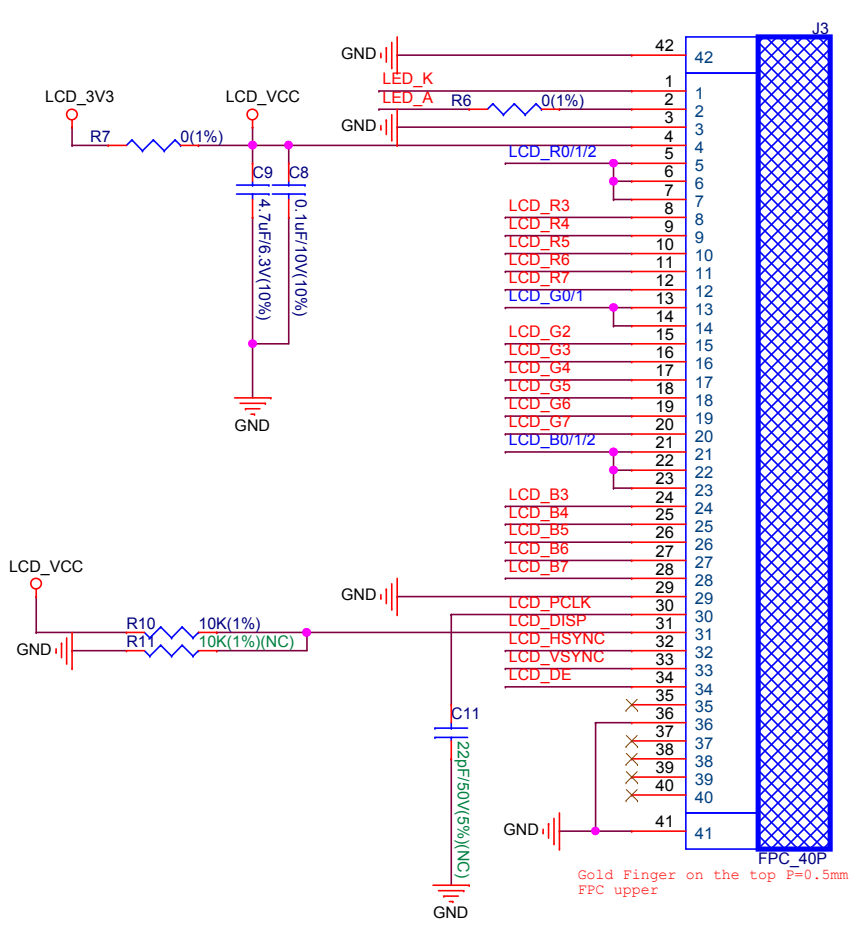 J3
GND 42 42
LED_K 1 1
LCD_3V3 LCD_VCC LED_A R6 0(1%) 2 2
GND 3 3
R7 0(1%) 4 4
LCD_R0/1/2 5 5
6 6
C9 C8 7 7
4.7uF/6.3V(10%)
0.1uF/10V(10%)
LCD_R3 8 8
LCD_R4 9 9
LCD_R5 10 10
LCD_R6 11 11
LCD_R7 12 12
LCD_G0/1 13 13
14 14
LCD_G2 15 15
LCD_G3 16 16
LCD_G4 17 17
LCD_G5 18 18
LCD_G6 19 19
LCD_G7 20 20
GND
LCD_B0/1/2 21 21
22 22
23 23
LCD_B3 24 24
LCD_B4 25 25
LCD_B5 26 26
LCD_B6 27 27
LCD_B7 28 28
LCD_VCC
GND 29 29
LCD_PCLK 30 30
R10 10K(1%) LCD_DISP 31 31
GND R11 10K(1%)(NC) LCD_HSYNC 32 32
LCD_VSYNC 33 33
LCD_DE 34 34
35 35
C11 36 36
22pF/50V(5%)(NC)
37 37
38 38
39 39
40 40
GND 41 41
FPC_40P
Gold Finger on the top P=0.5mm
FPC upper
GND